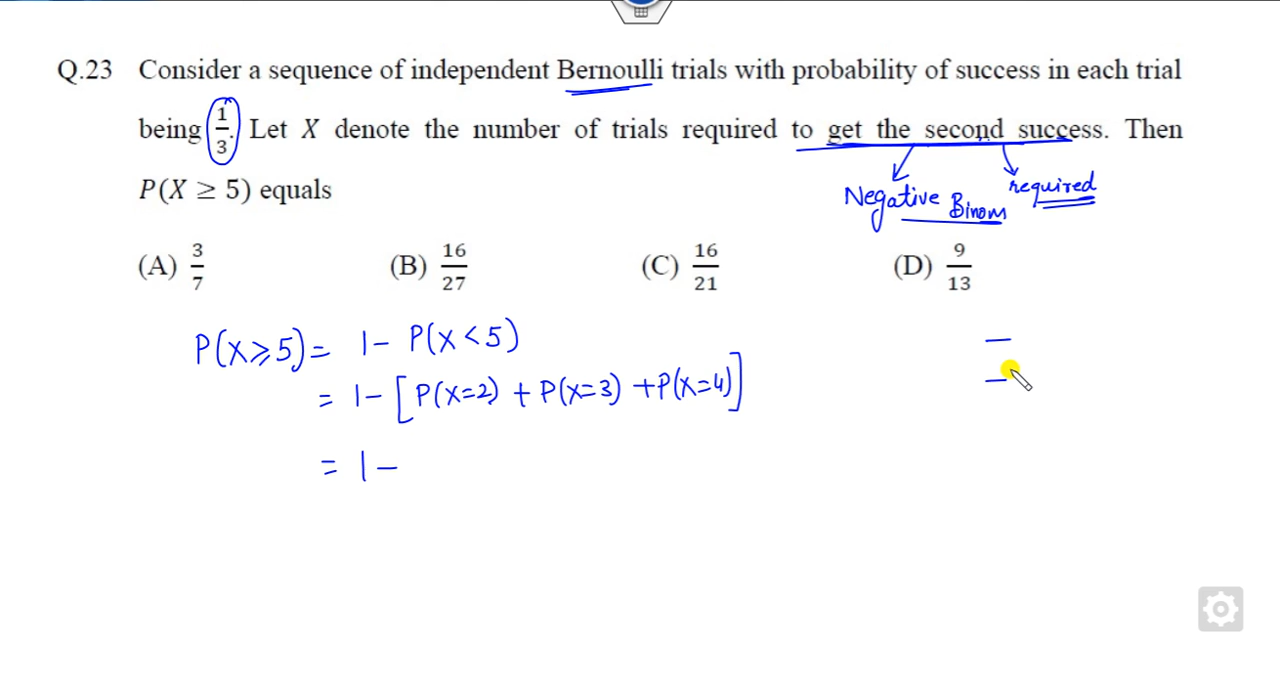 Q.23 Consider a sequence of independent Bernoulli trials with probability of success in each trial
being 1/3. Let X denote the number of trials required to get the second success. Then
P(X ≥ 5) equals
Negative Binom required
(A) 3/7 (B) 16/27 (C) 16/21 (D) 9/13
P(X≥5) = 1 - P(X<5)
= 1 - [P(X=2) + P(X=3) + P(X=4)]
= 1 -